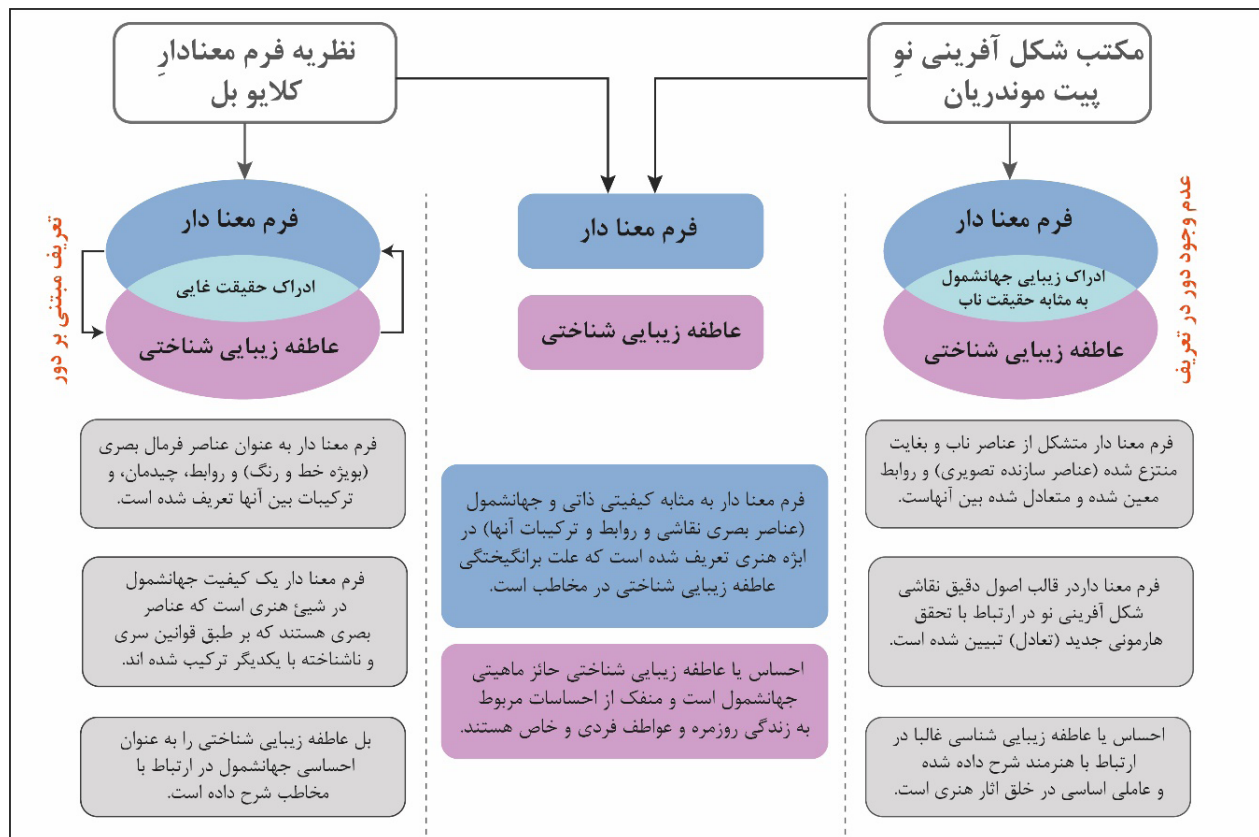 مکتب شکل آفرینی نوِ
پیت موندریان
نظریه فرم معنادارِ
کلایو بل
عدم وجود دور در تعریف
فرم معنا دار
ادراک زیبایی جهانشمول
به مثابه حقیقت ناب
عاطفه زیبایی شناختی
فرم معنا دار متشکل از عناصر ناب و بغایت
منتزع شده (عناصر سازنده تصویری) و روابط
معین شده و متعادل شده بین آنهاست.
فرم معنا داردر قالب اصول دقیق نقاشی
شکل آفرینی نو در ارتباط با تحقق
هارمونی جدید (تعادل) تبیین شده است.
احساس یا عاطفه زیبایی شناسی غالبا در
ارتباط با هنرمند شرح داده شده
و عاملی اساسی در خلق اثار هنری است.
فرم معنا دار
عاطفه زیبایی شناختی
فرم معنا دار به مثابه کیفیتی ذاتی و جهانشمول
(عناصر بصری نقاشی و روابط و ترکیبات آنها) در
ابژه هنری تعریف شده است که علت برانگیختگی
عاطفه زیبایی شناختی در مخاطب است.
احساس یا عاطفه زیبایی شناختی حائز ماهیتی
جهانشمول است و منفک از احساسات مربوط
به زندگی روزمره و عواطف فردی و خاص هستند.
فرم معنا دار
ادراک حقیقت غایی
عاطفه زیبایی شناختی
تعریف مبتنی بر دور
فرم معنا دار به عنوان عناصر فرمال بصری
(بویژه خط و رنگ) و روابط، چیدمان، و
ترکیبات بین آنها تعریف شده است.
فرم معنا دار یک کیفیت جهانشمول
در شیئ هنری است که عناصر
بصری هستند که بر طبق قوانین سری
و ناشناخته با یکدیگر ترکیب شده اند.
بل عاطفه زیبایی شناختی را به عنوان
احساسی جهانشمول در ارتباط با
مخاطب شرح داده است.